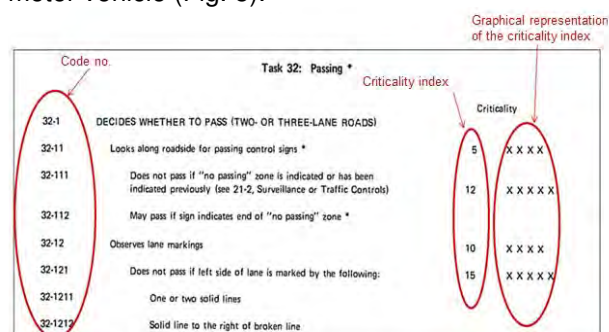 motor vehicle (Fig. 3).
Graphical representation
of the criticality index
Code no.
Task 32: Passing *
Criticality index
Criticality
32-1 DECIDES WHETHER TO PASS (TWO- OR THREE-LANE ROADS)
32-11 Looks along roadside for passing control signs * 5 X X X X
32-111 Does not pass if "no passing" zone is indicated or has been
indicated previously (see 21-2, Surveillance or Traffic Controls) 12 X X X X X
32-112 May pass if sign indicates end of "no passing" zone *
32-12 Observes lane markings 10 X X X X
32-121 Does not pass if left side of lane is marked by the following: 15 X X X X X
32-1211 One or two solid lines
32-1212 Solid line to the right of broken line